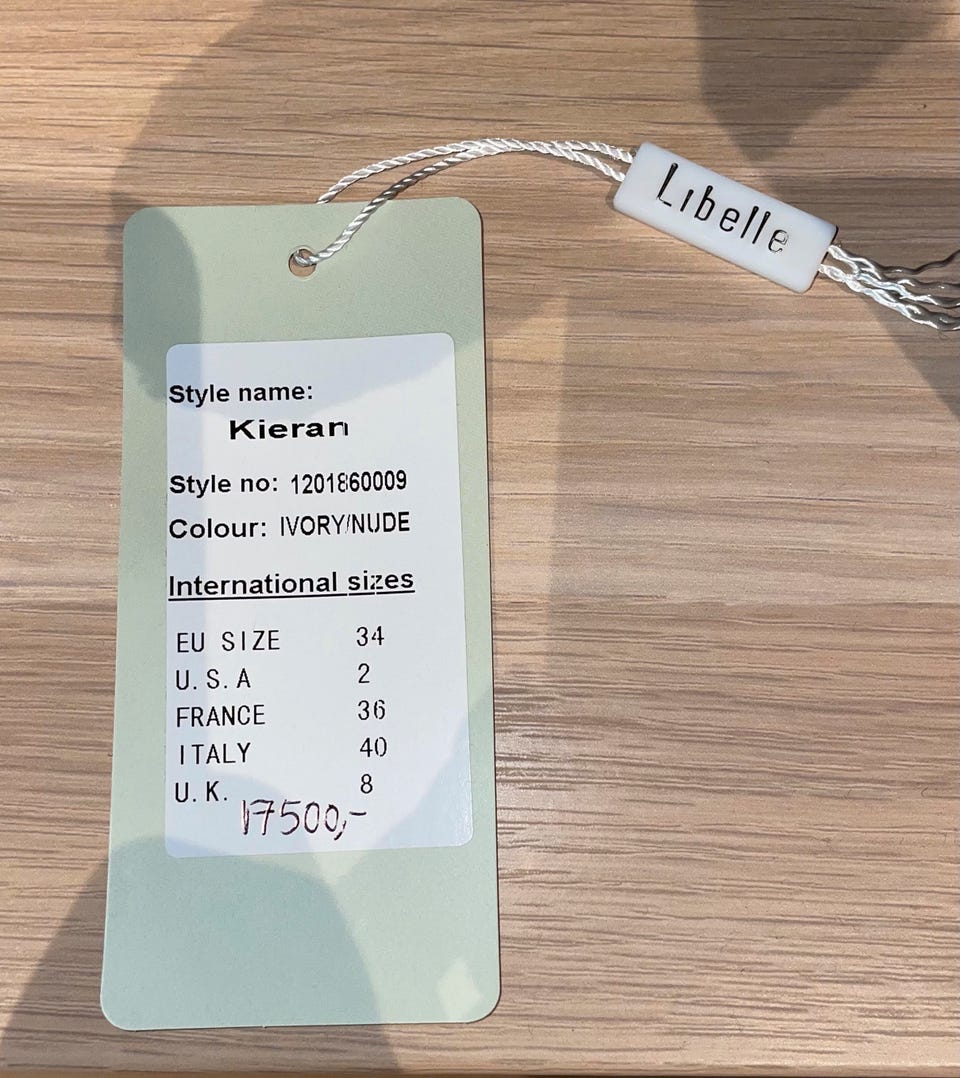 Libelle
Style name:
Kieran
Style no: 1201860009
Colour: IVORY/NUDE
International sizes
EU SIZE 34
U.S.A 2
FRANCE 36
ITALY 40
U.K. 8
17500,-